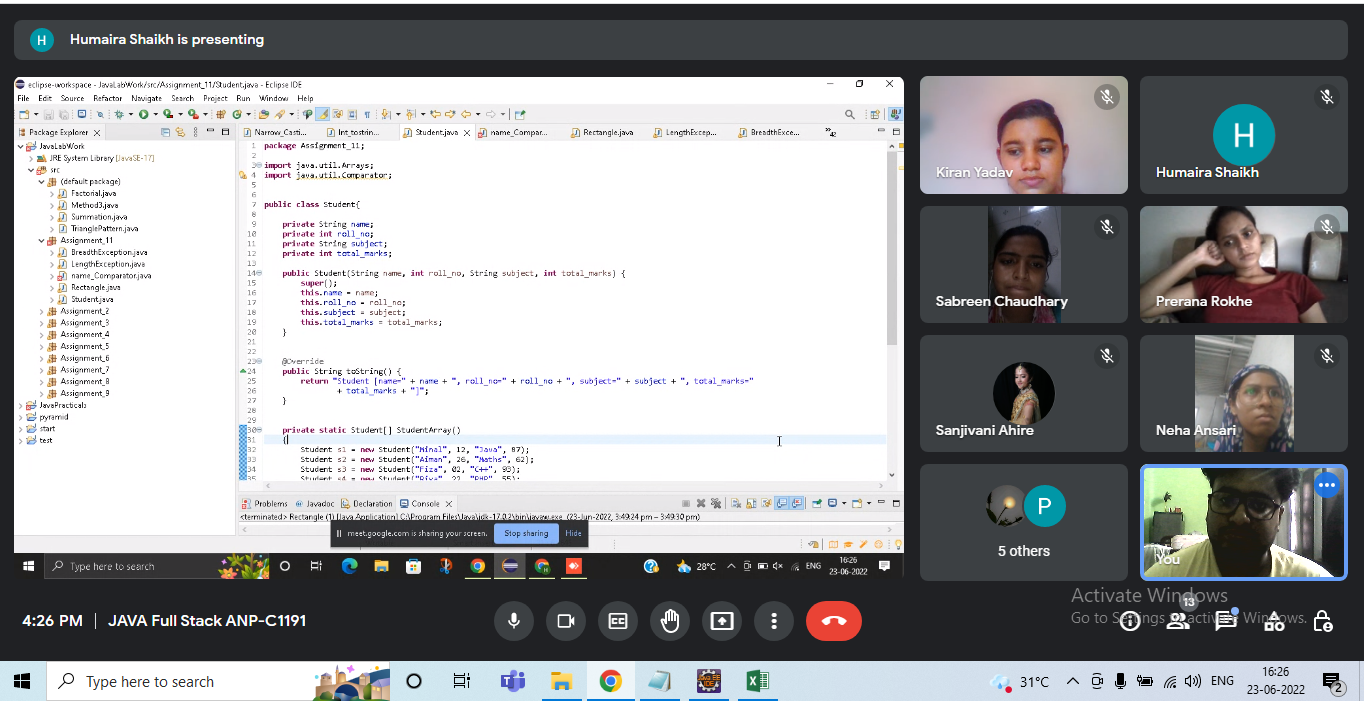 H Humaira Shaikh is presenting
eclipse-workspace - JavaLabWork/src/Assignment_11/Student.java - Eclipse IDE
File Edit Source Refactor Navigate Search Project Run Window Help
Package Explorer
Narrow_Casti... Int_tostrin... Student.java name_Compar... Rectangle.java LengthExcep... BreadthExce... 42
JavaLabWork
JRE System Library [JavaSE-17]
src
(default package)
Factorial.java
Method3.java
Summation.java
TrianglePattern.java
Assignment_11
BreadthException.java
LengthException.java
name_Comparator.java
Rectangle.java
Student.java
Assignment_2
Assignment_3
Assignment_4
Assignment_5
Assignment_6
Assignment_7
Assignment_8
Assignment_9
JavaPracticals
pyramid
start
test
1 package Assignment_11;
2
3 import java.util.Arrays;
4 import java.util.Comparator;
5
6
7 public class Student{
8
9 private String name;
10 private int roll_no;
11 private String subject;
12 private int total_marks;
13
14 public Student(String name, int roll_no, String subject, int total_marks) {
15 super();
16 this.name = name;
17 this.roll_no = roll_no;
18 this.subject = subject;
19 this.total_marks = total_marks;
20 }
21
22
23 @Override
24 public String toString() {
25 return "Student [name=" + name + ", roll_no=" + roll_no + ", subject=" + subject + ", total_marks="
26 + total_marks + "]";
27 }
28
29
30 private static Student[] StudentArray()
31 {
32 Student s1 = new Student("Minal", 12, "Java", 87);
33 Student s2 = new Student("Aiman", 26, "Maths", 62);
34 Student s3 = new Student("Fiza", 02, "C++", 93);
Problems Javadoc Declaration Console
<terminated> Rectangle (1) [Java Application] C:\Program Files\Java\jdk-17.0.2\bin\javaw.exe (23-Jun-2022, 3:49:24 pm – 3:49:30 pm)
meet.google.com is sharing your screen. Stop sharing Hide
Type here to search
28°C ENG 16:26
23-06-2022
Kiran Yadav
H
Humaira Shaikh
Sabreen Chaudhary
Prerana Rokhe
Sanjivani Ahire
Neha Ansari
P
5 others
You
Activate Windows
Go to Settings to activate Windows.
4:26 PM | JAVA Full Stack ANP-C1191
13
Type here to search
31°C ENG 16:26
23-06-2022
2